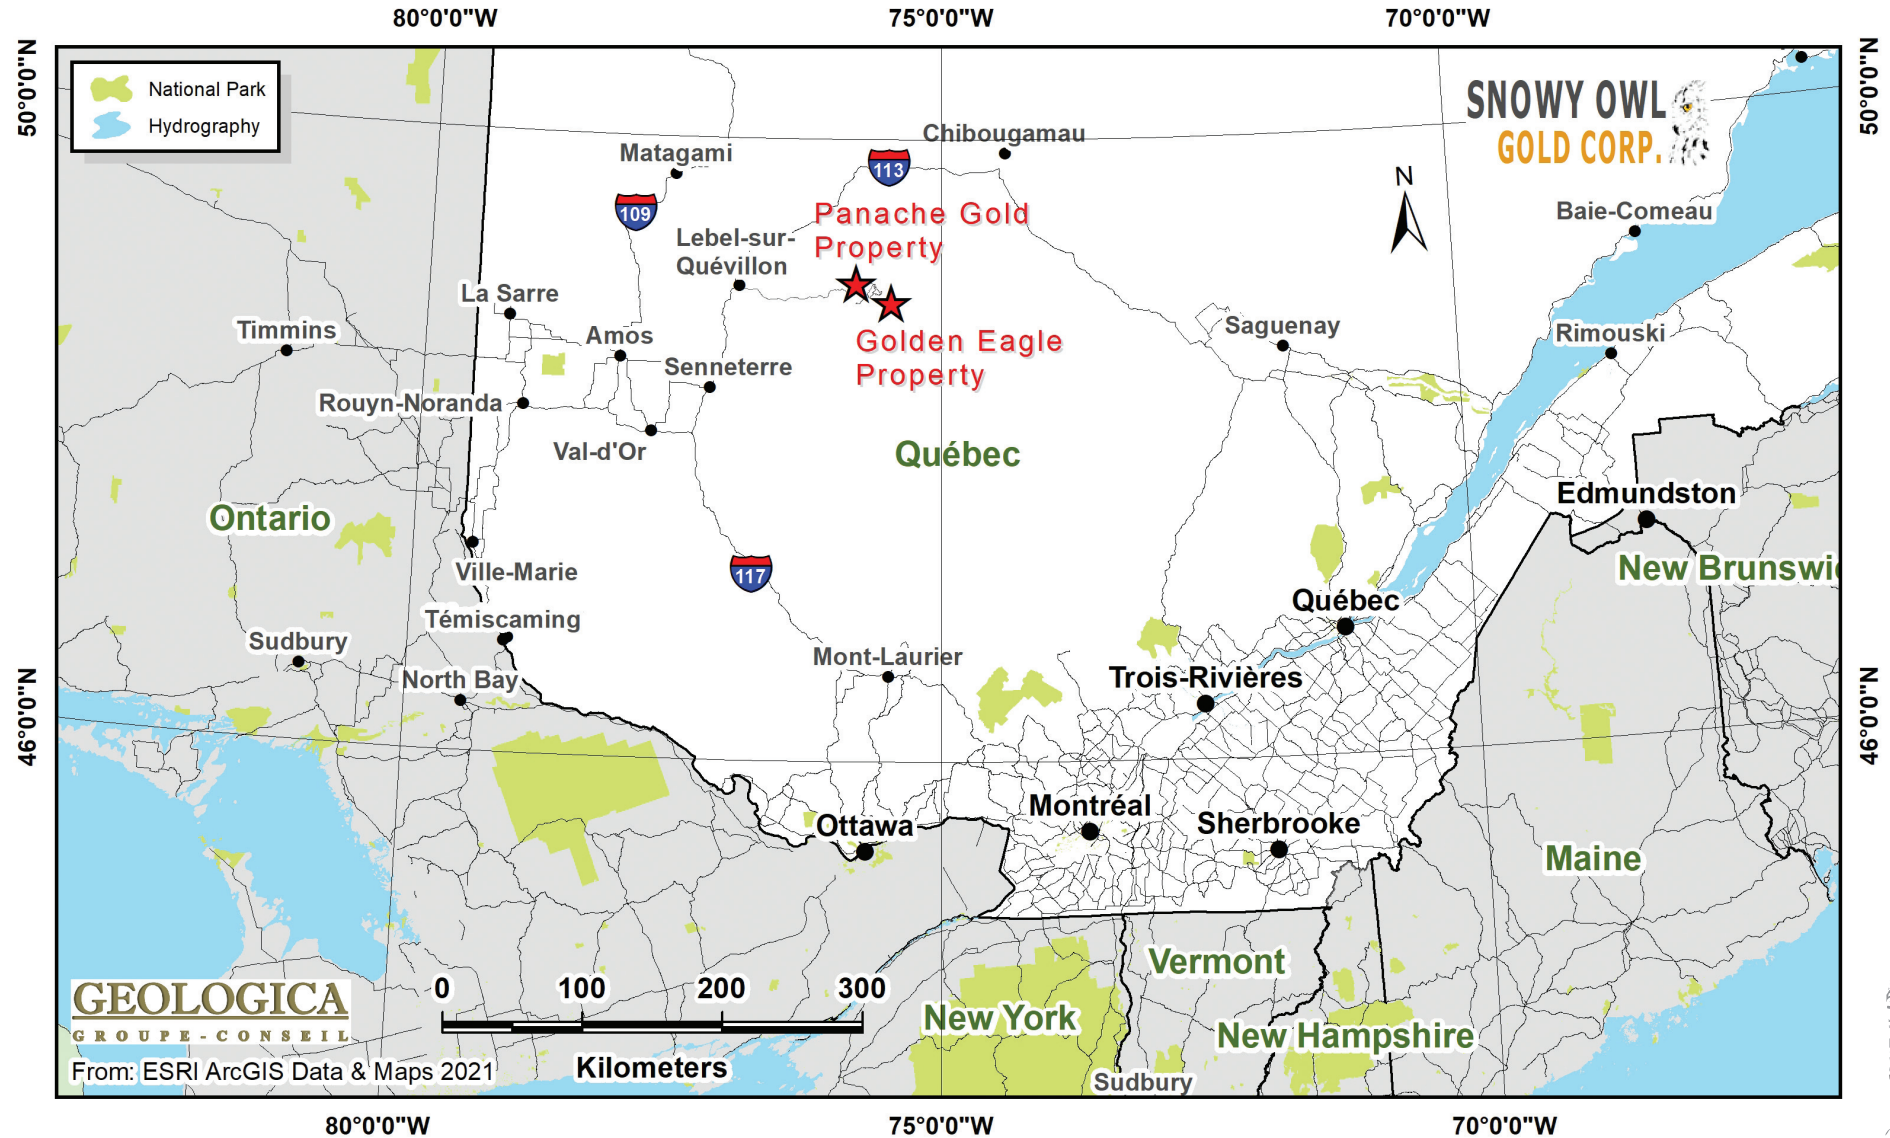 80°0'0"W
75°0'0"W
70°0'0"W
50°0'0"N
50°0'0"N
National Park
Hydrography
SNOWY OWL
GOLD CORP.
N
Chibougamau
Matagami
113
109
Baie-Comeau
Panache Gold
Property
Lebel-sur-
Quévillon
La Sarre
Timmins
Amos
Saguenay
Rimouski
Golden Eagle
Property
Senneterre
Rouyn-Noranda
Val-d'Or
Québec
Edmundston
Ontario
New Brunswic
Ville-Marie
117
Québec
Témiscaming
Sudbury
Mont-Laurier
North Bay
Trois-Rivières
46°0'0"N
46°0'0"N
Montréal
Ottawa
Sherbrooke
Maine
Vermont
GEOLOGICA
GROUPE-CONSEIL
0 100 200 300
Kilometers
New York
New Hampshire
From: ESRI ArcGIS Data & Maps 2021
Sudbury
80°0'0"W
75°0'0"W
70°0'0"W